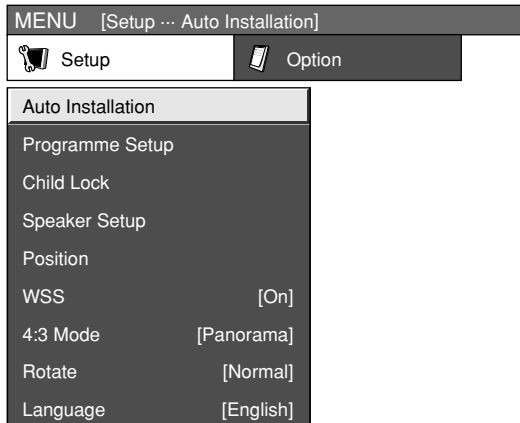 MENU [Setup ··· Auto Installation]
Setup Option
Auto Installation
Programme Setup
Child Lock
Speaker Setup
Position
WSS [On]
4:3 Mode [Panorama]
Rotate [Normal]
Language [English]